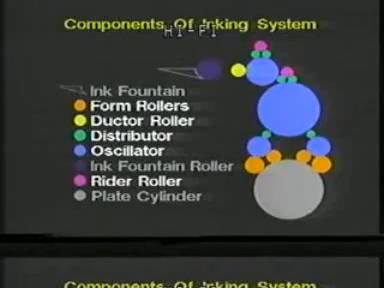 Components Of Inking System
HI-FI
Ink Fountain
Form Rollers
Ductor Roller
Distributor
Oscillator
Ink Fountain Roller
Rider Roller
Plate Cylinder
Components Of Inking System